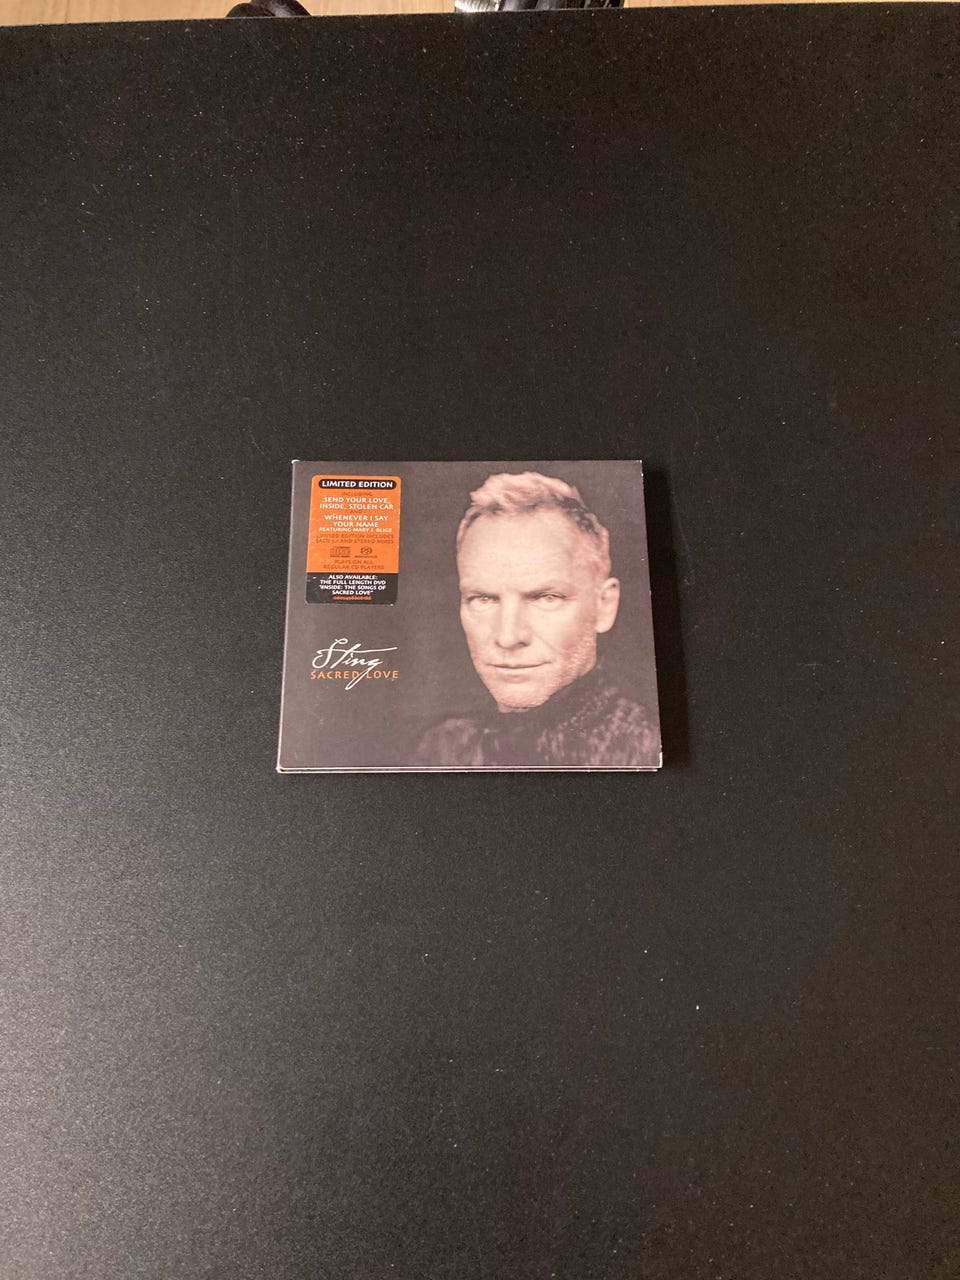 LIMITED EDITION
INCLUDING
SEND YOUR LOVE,
INSIDE, STOLEN CAR
WHENEVER I SAY
YOUR NAME
FEATURING MARY J. BLIGE
LIMITED EDITION INCLUDES
SACD 5.1 AND STEREO MIXES
PLAYS ON ALL
REGULAR CD PLAYERS
ALSO AVAILABLE:
THE FULL LENGTH DVD
"INSIDE: THE SONGS OF
SACRED LOVE"
Sting
SACRED LOVE